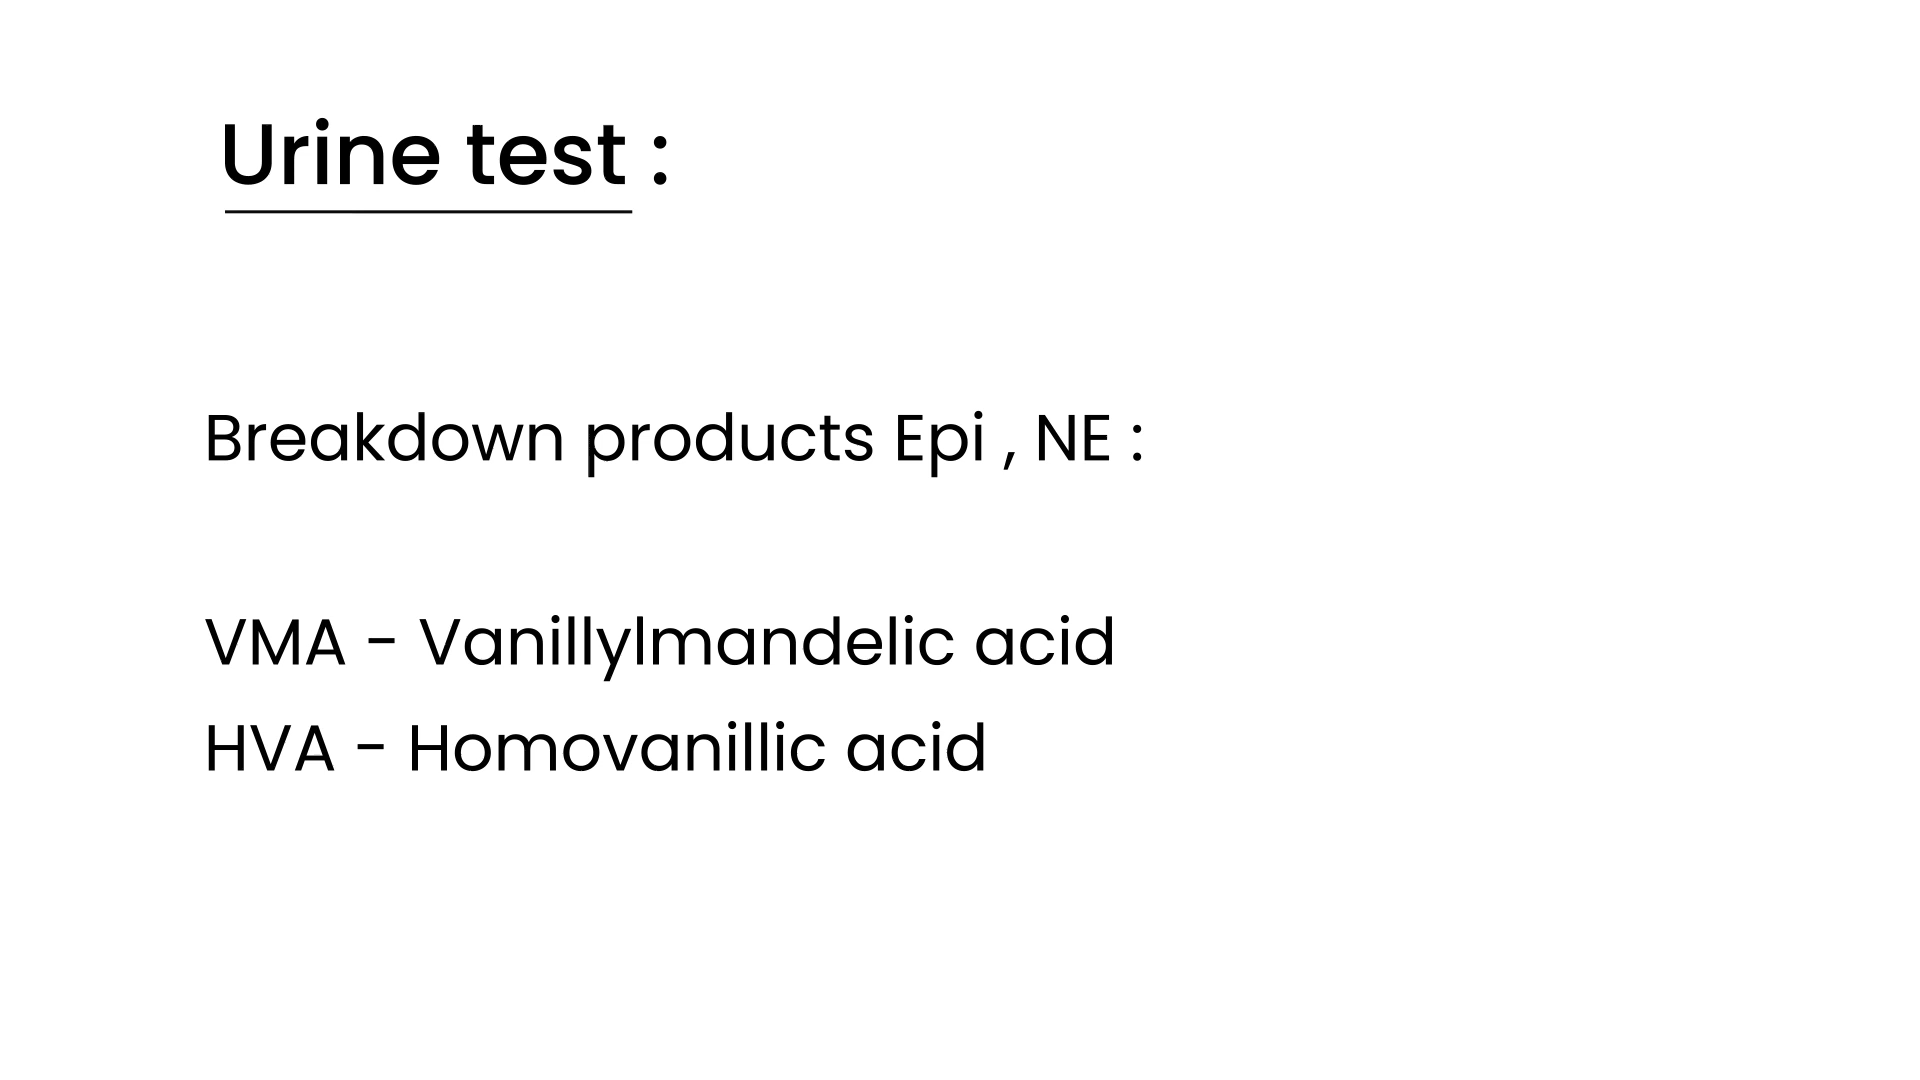 Urine test :
Breakdown products Epi , NE :
VMA - Vanillylmandelic acid
HVA - Homovanillic acid